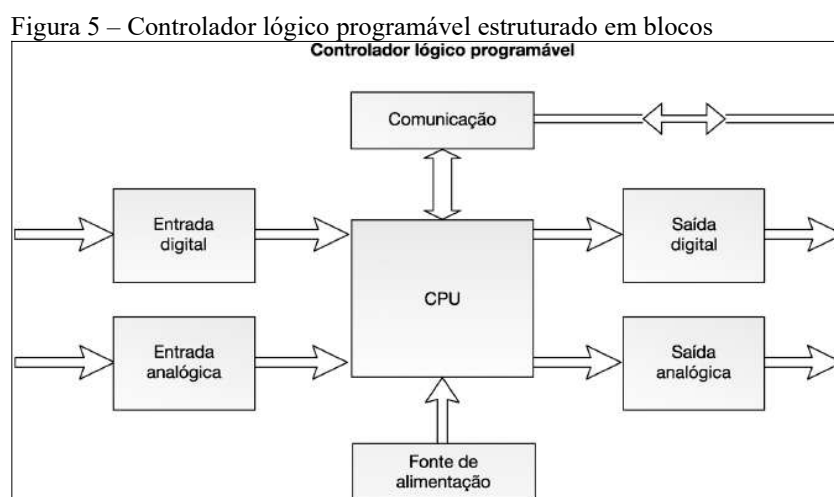 Figura 5 – Controlador lógico programável estruturado em blocos
Controlador lógico programável
Comunicação
Entrada
digital
Saída
digital
CPU
Entrada
analógica
Saída
analógica
Fonte de
alimentação